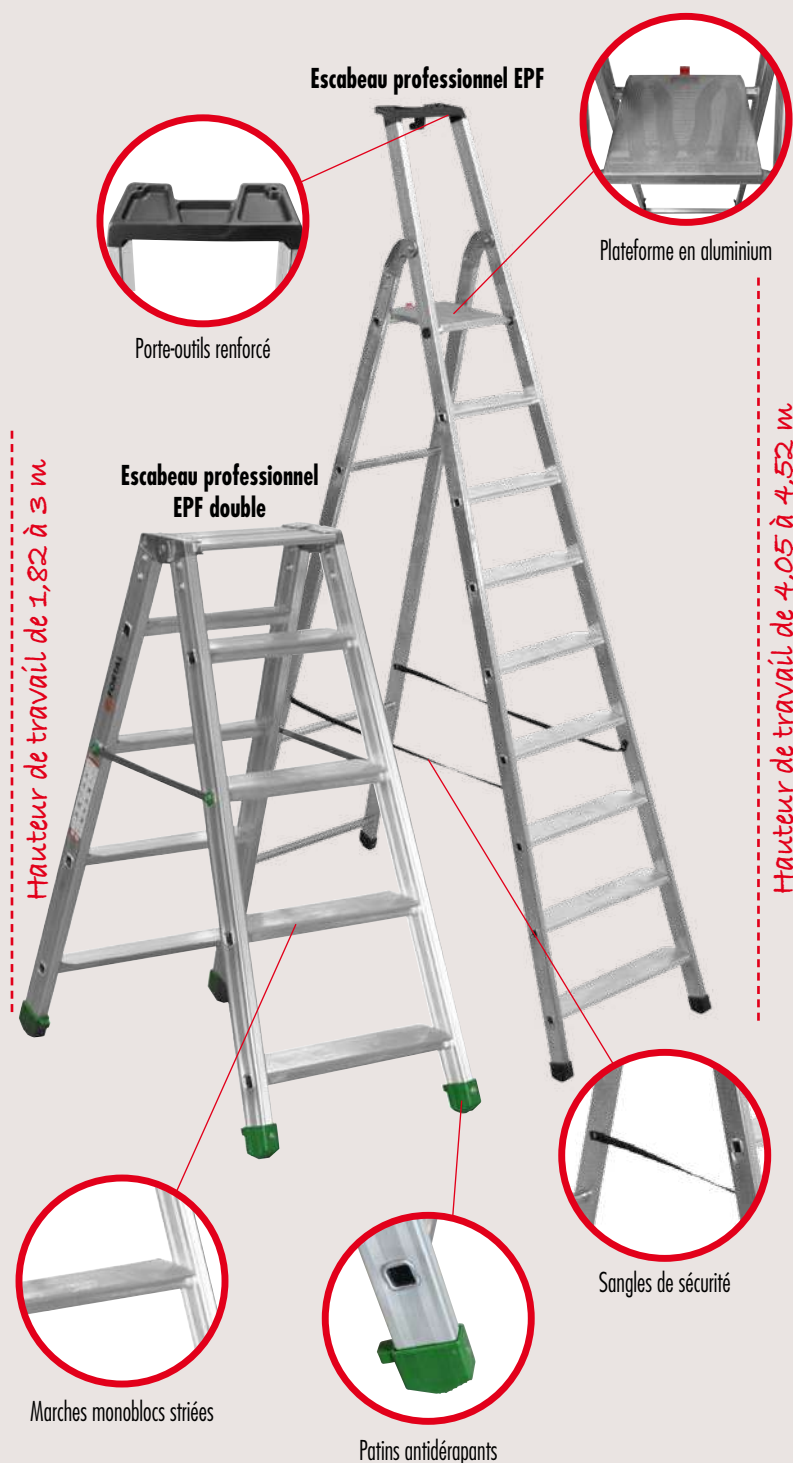 Escabeau professionnel EPF
Plateforme en aluminium
Porte-outils renforcé
Escabeau professionnel
EPF double
Hauteur de travail de 1,82 à 3 m
Hauteur de travail de 4,05 à 4,52 m
FORTAL
Sangles de sécurité
Marches monoblocs striées
Patins antidérapants